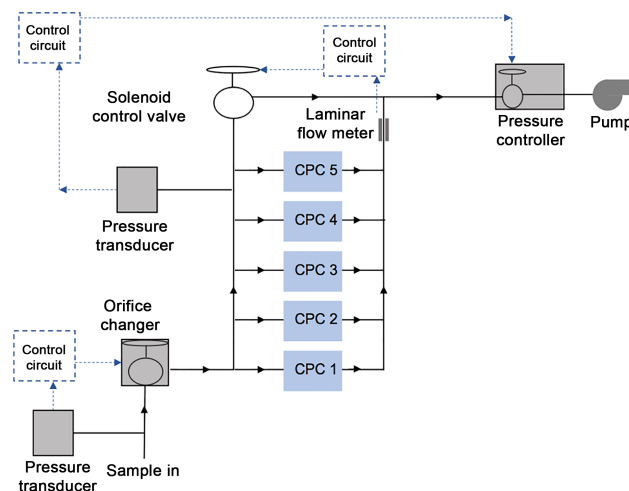 Control
circuit
Control
circuit
Solenoid
control valve
Laminar
flow meter
Pressure
controller
Pump
CPC 5
Pressure
transducer
CPC 4
CPC 3
Orifice
changer
CPC 2
Control
circuit
CPC 1
Pressure
transducer
Sample in